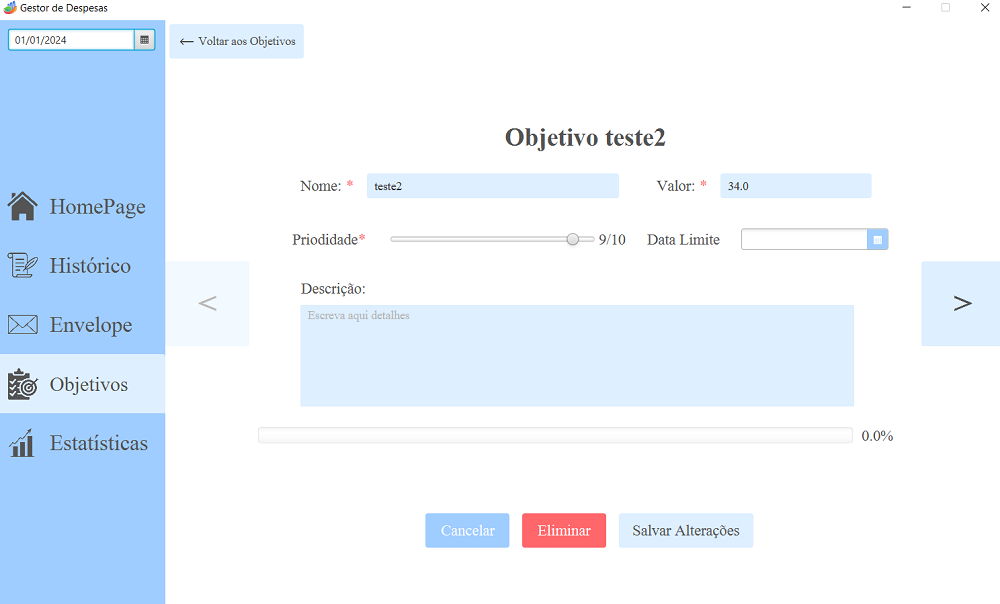 Gestor de Despesas
01/01/2024
← Voltar aos Objetivos
HomePage
Histórico
Envelope
Objetivos
Estatísticas
Objetivo teste2
Nome: * teste2 Valor: * 34.0
Priodidade* 9/10 Data Limite
< >
Descrição:
Escreva aqui detalhes
0.0%
Cancelar Eliminar Salvar Alterações